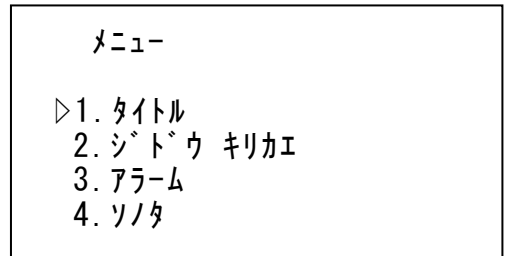 ﾒﾆｭｰ
▷1. ﾀｲﾄﾙ
2. ｼﾞﾄﾞｳ ｷﾘｶｴ
3. ｱﾗｰﾑ
4. ｿﾉﾀ